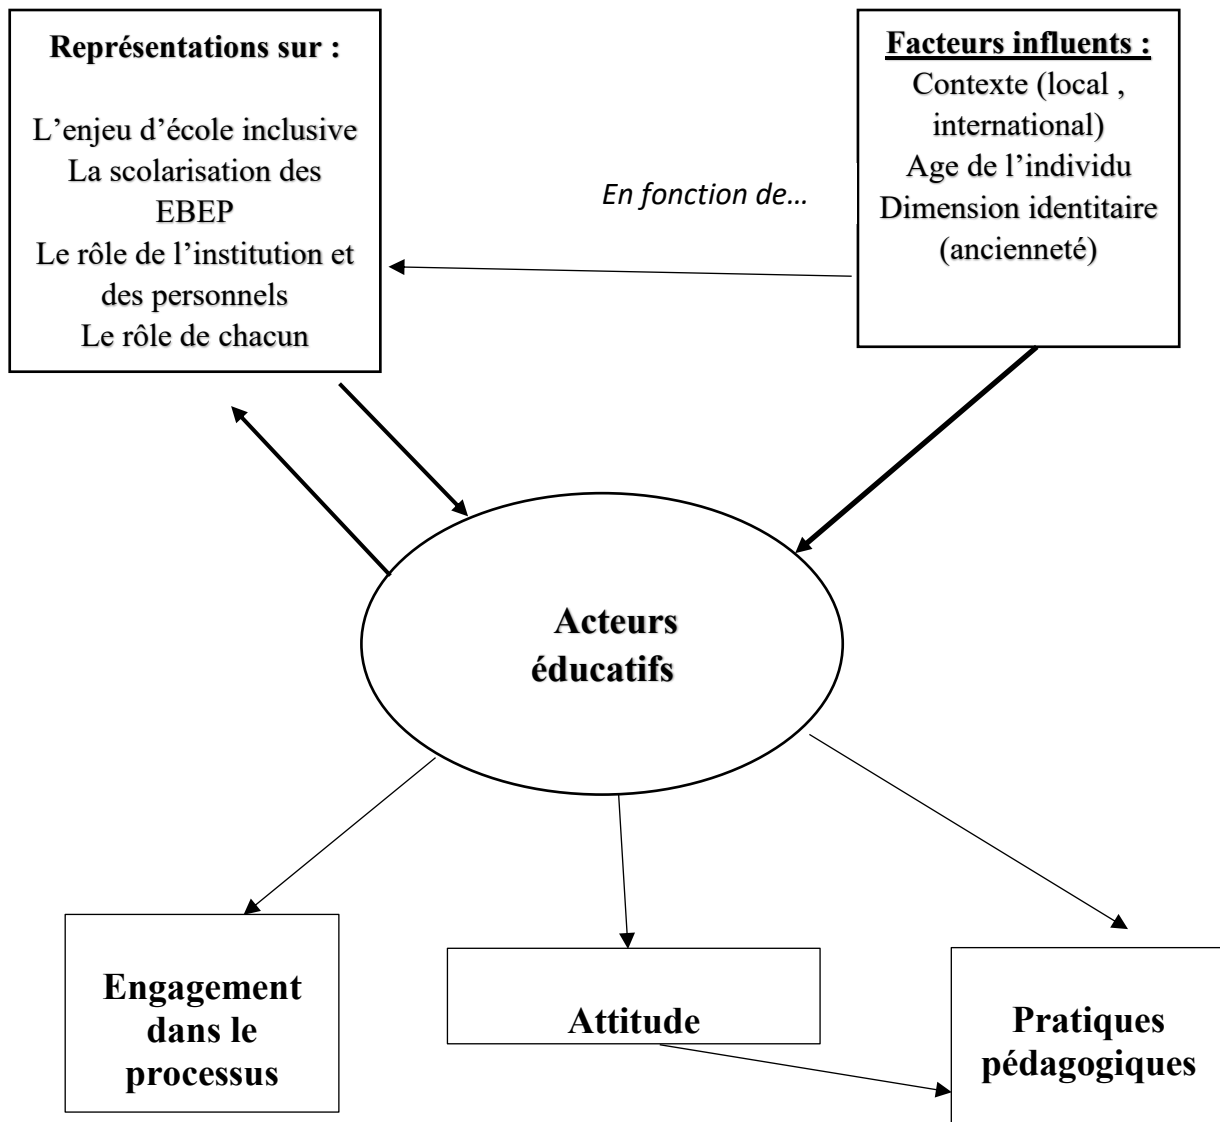 Représentations sur :
L’enjeu d’école inclusive
La scolarisation des
EBEP
Le rôle de l’institution et
des personnels
Le rôle de chacun
En fonction de...
Facteurs influents :
Contexte (local ,
international)
Age de l’individu
Dimension identitaire
(ancienneté)
Acteurs
éducatifs
Engagement
dans le
processus
Attitude
Pratiques
pédagogiques